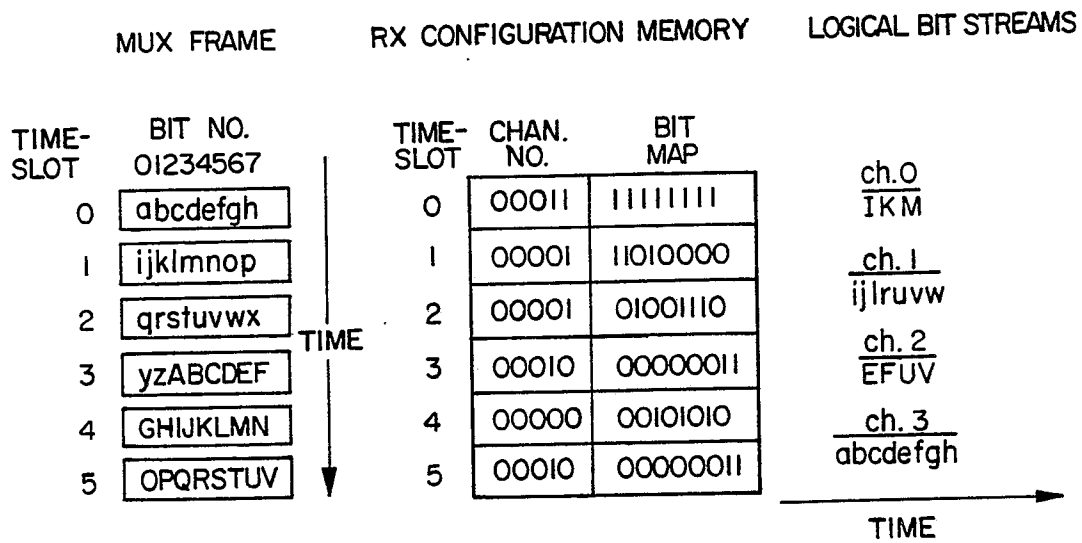 MUX FRAME
RX CONFIGURATION MEMORY
LOGICAL BIT STREAMS
TIME-
SLOT
BIT NO.
01234567
0 abcdefgh
1 ijklmnop
2 qrstuvwx
3 yzABCDEF
4 GHIJKLMN
5 OPQRSTUV
TIME
TIME-
SLOT
CHAN.
NO.
BIT
MAP
0 00011 11111111
1 00001 11010000
2 00001 01001110
3 00010 00000011
4 00000 00101010
5 00010 00000011
ch.0
IKM
ch.1
ijlruvw
ch.2
EFUV
ch.3
abcdefgh
TIME